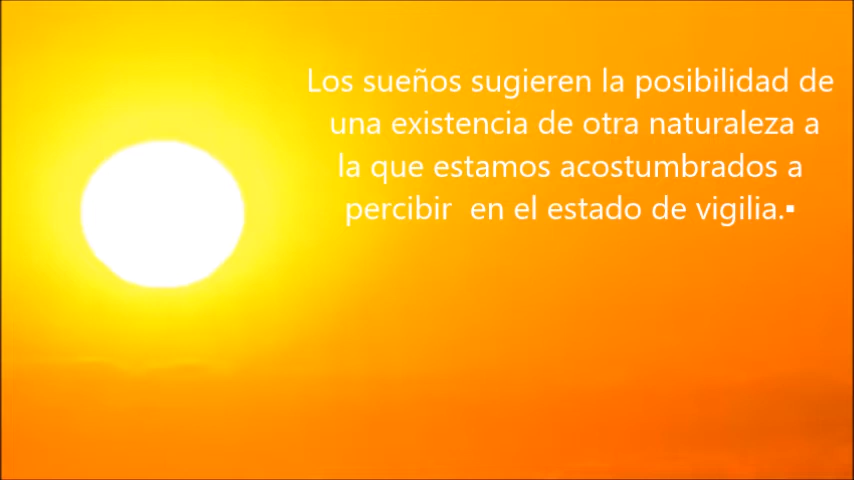 Los sueños sugieren la posibilidad de
una existencia de otra naturaleza a
la que estamos acostumbrados a
percibir  en el estado de vigilia.▪